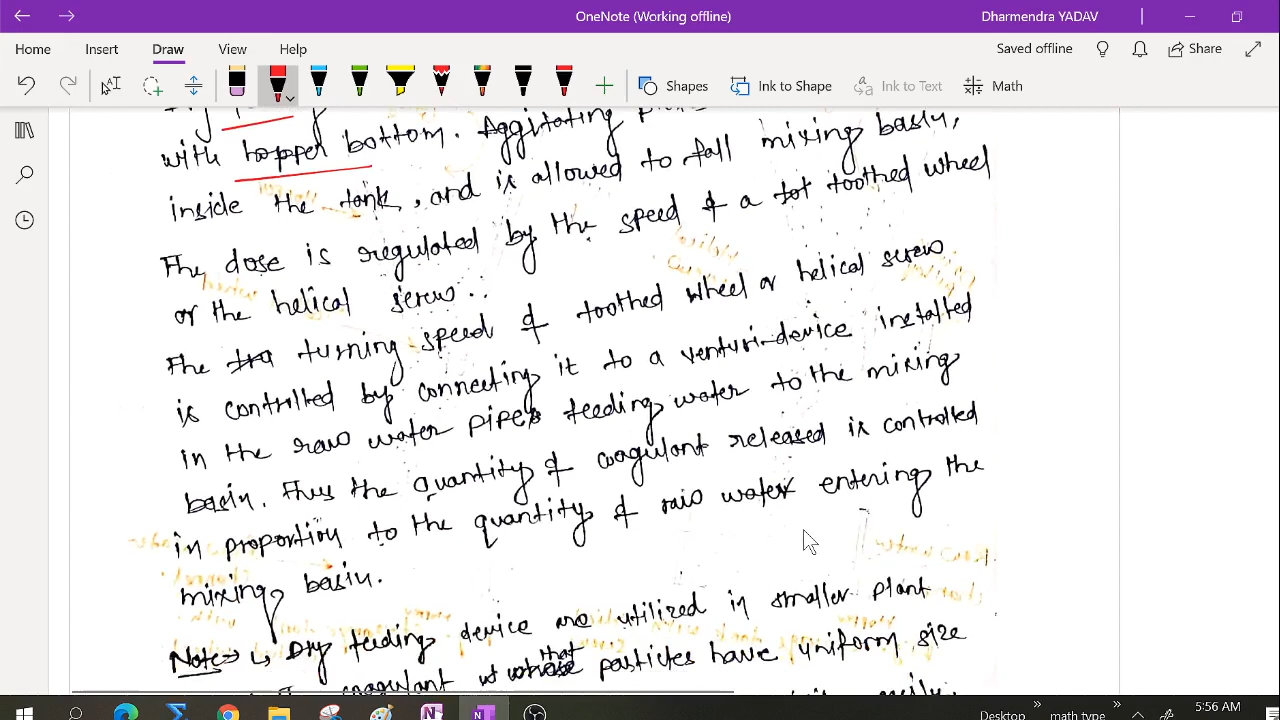 OneNote (Working offline)
Dharmendra YADAV
Home Insert Draw View Help
Saved offline
Share
Shapes
Ink to Shape
Ink to Text
Math
with hopper bottom. Aggitating
inside the tank, and is allowed to fall mixing basin,
The dose is regulated by the speed of a tot toothed wheel
or the helical screw.
The turning speed of toothed wheel or helical screw
is controlled by connecting it to a venturi-device installed
in the raw water pipes feeding water to the mixing
basin. Thus the quantity of coagulant released is controlled
in proportion to the quantity of raw water entering the
mixing basin.
Note → Dry feeding device are utilized in smaller plant
coagulant that particles have uniform size
Desktop
math type
5:56 AM